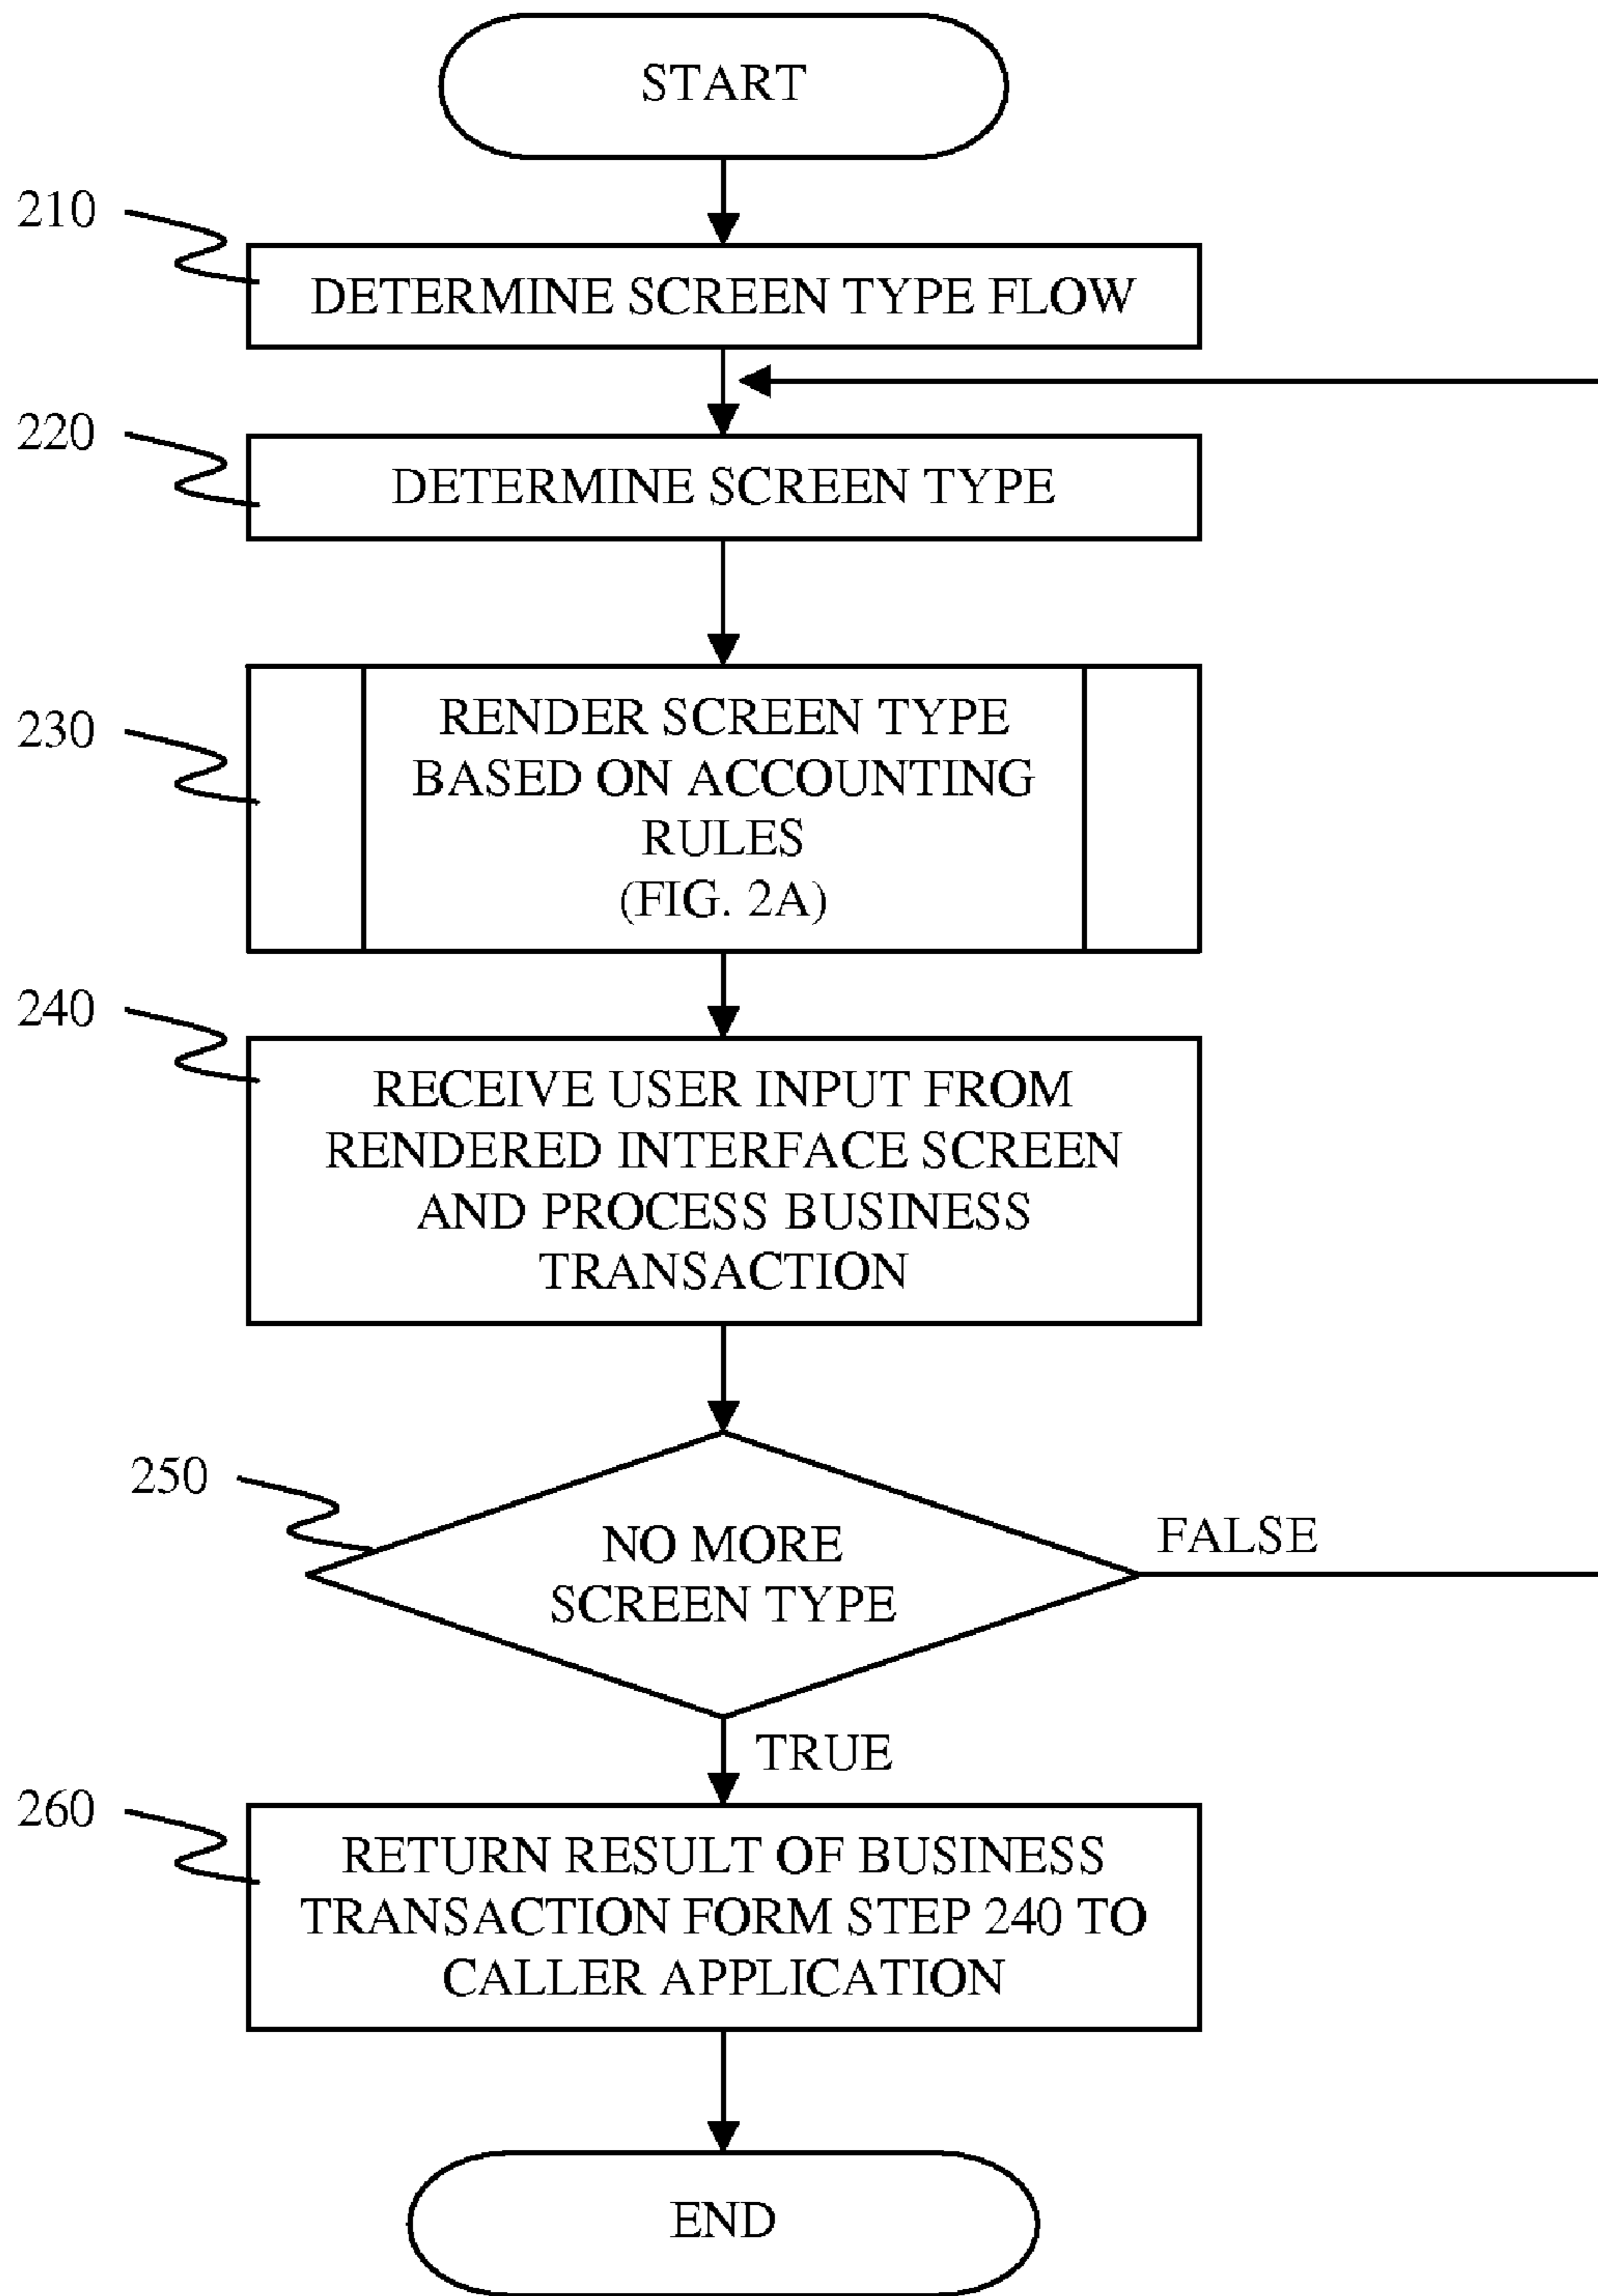 START
210
DETERMINE SCREEN TYPE FLOW
220
DETERMINE SCREEN TYPE
230
RENDER SCREEN TYPE
BASED ON ACCOUNTING
RULES
(FIG. 2A)
240
RECEIVE USER INPUT FROM
RENDERED INTERFACE SCREEN
AND PROCESS BUSINESS
TRANSACTION
250
NO MORE
SCREEN TYPE
FALSE
TRUE
260
RETURN RESULT OF BUSINESS
TRANSACTION FORM STEP 240 TO
CALLER APPLICATION
END